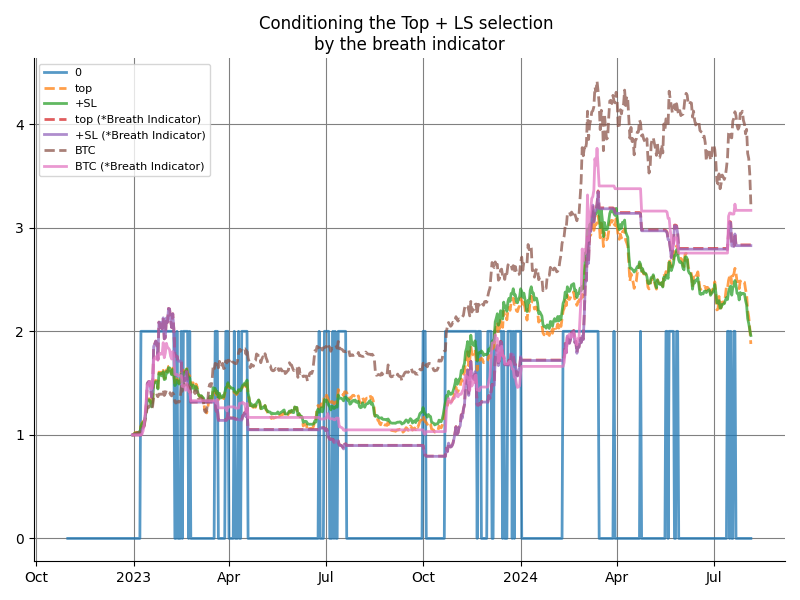 Conditioning the Top + LS selection
by the breath indicator
0
top
+SL
top (*Breath Indicator)
+SL (*Breath Indicator)
BTC
BTC (*Breath Indicator)
4
3
2
1
0
Oct
2023
Apr
Jul
Oct
2024
Apr
Jul